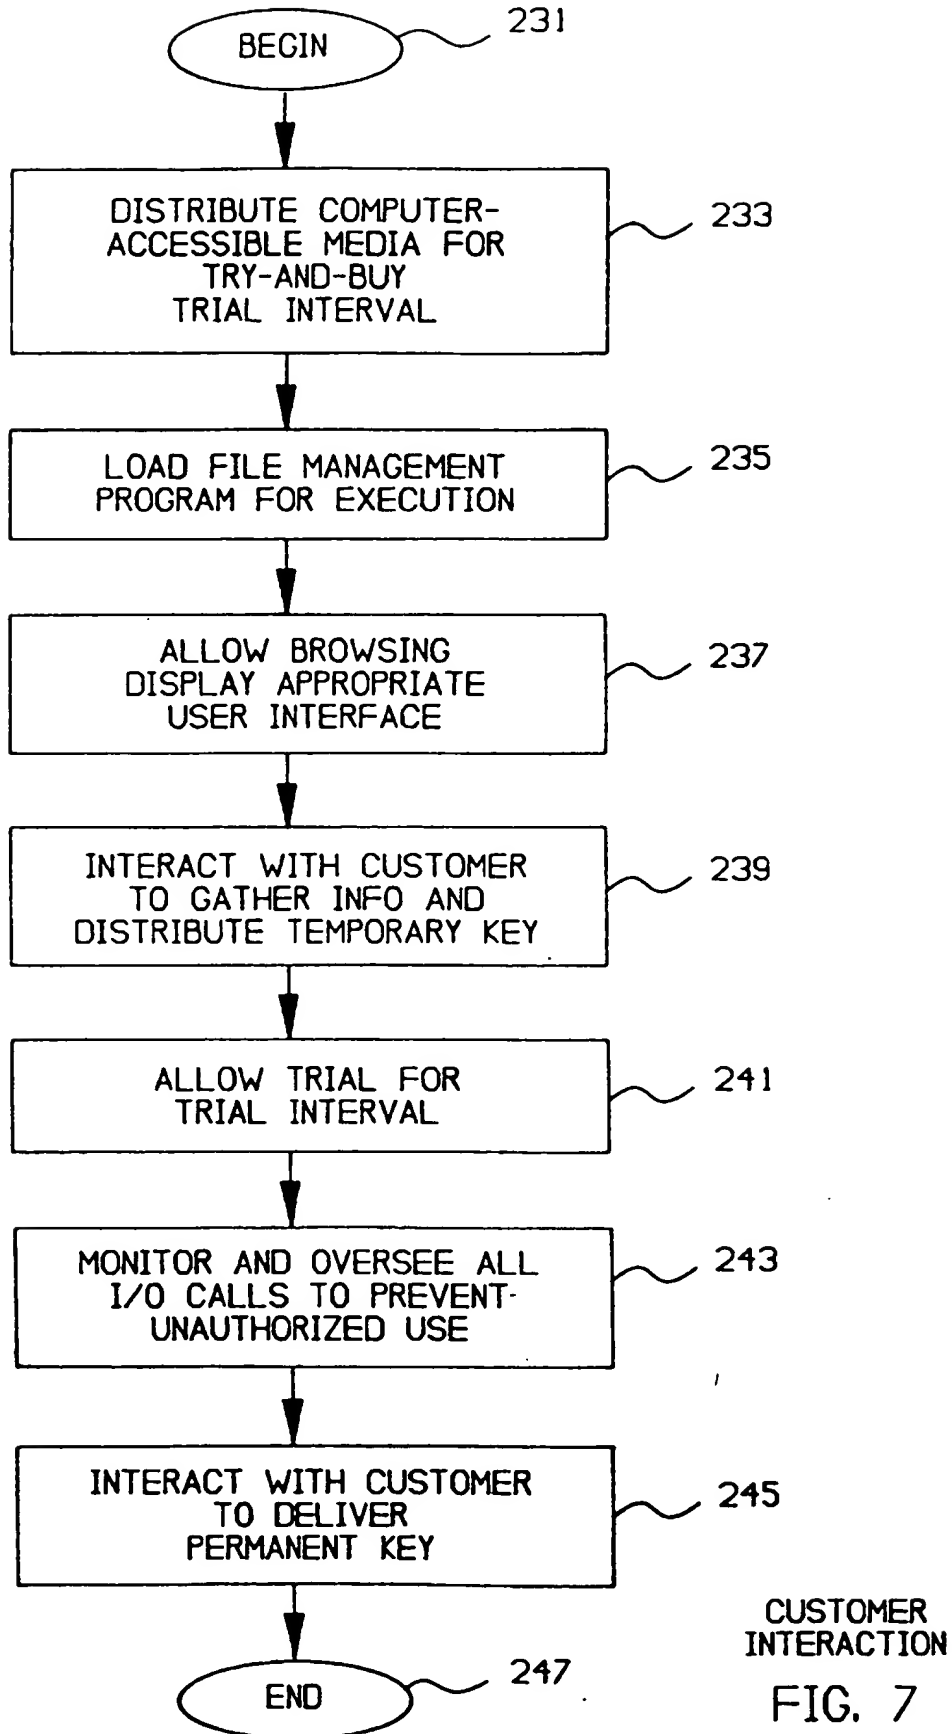 BEGIN
231
DISTRIBUTE COMPUTER-
ACCESSIBLE MEDIA FOR
TRY-AND-BUY
TRIAL INTERVAL
233
LOAD FILE MANAGEMENT
PROGRAM FOR EXECUTION
235
ALLOW BROWSING
DISPLAY APPROPRIATE
USER INTERFACE
237
INTERACT WITH CUSTOMER
TO GATHER INFO AND
DISTRIBUTE TEMPORARY KEY
239
ALLOW TRIAL FOR
TRIAL INTERVAL
241
MONITOR AND OVERSEE ALL
I/O CALLS TO PREVENT
UNAUTHORIZED USE
243
INTERACT WITH CUSTOMER
TO DELIVER
PERMANENT KEY
245
END
247
CUSTOMER
INTERACTION
FIG. 7